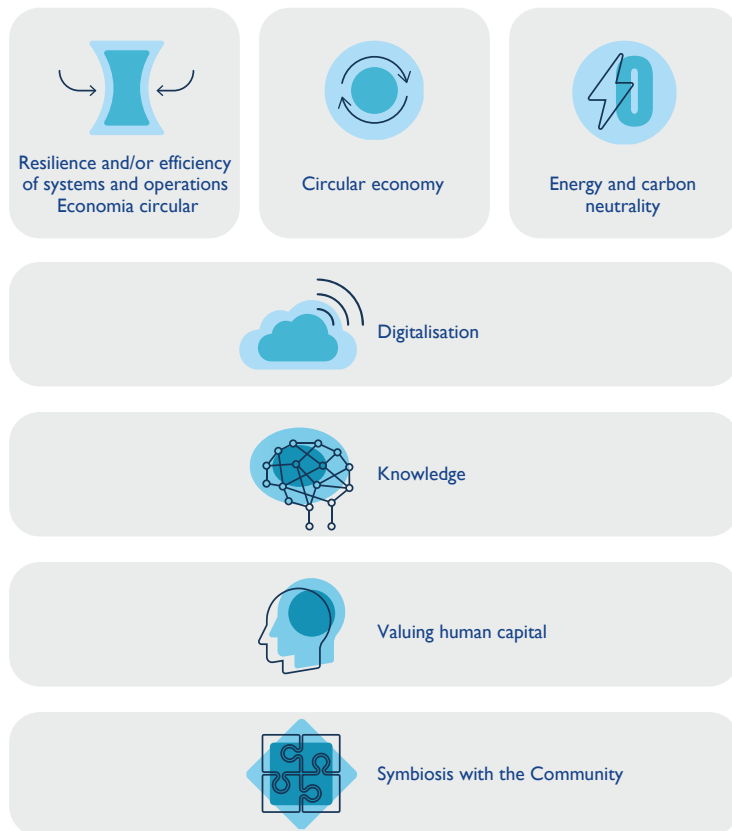 Resilience and/or efficiency
of systems and operations
Economia circular
Circular economy
Energy and carbon
neutrality
Digitalisation
Knowledge
Valuing human capital
Symbiosis with the Community